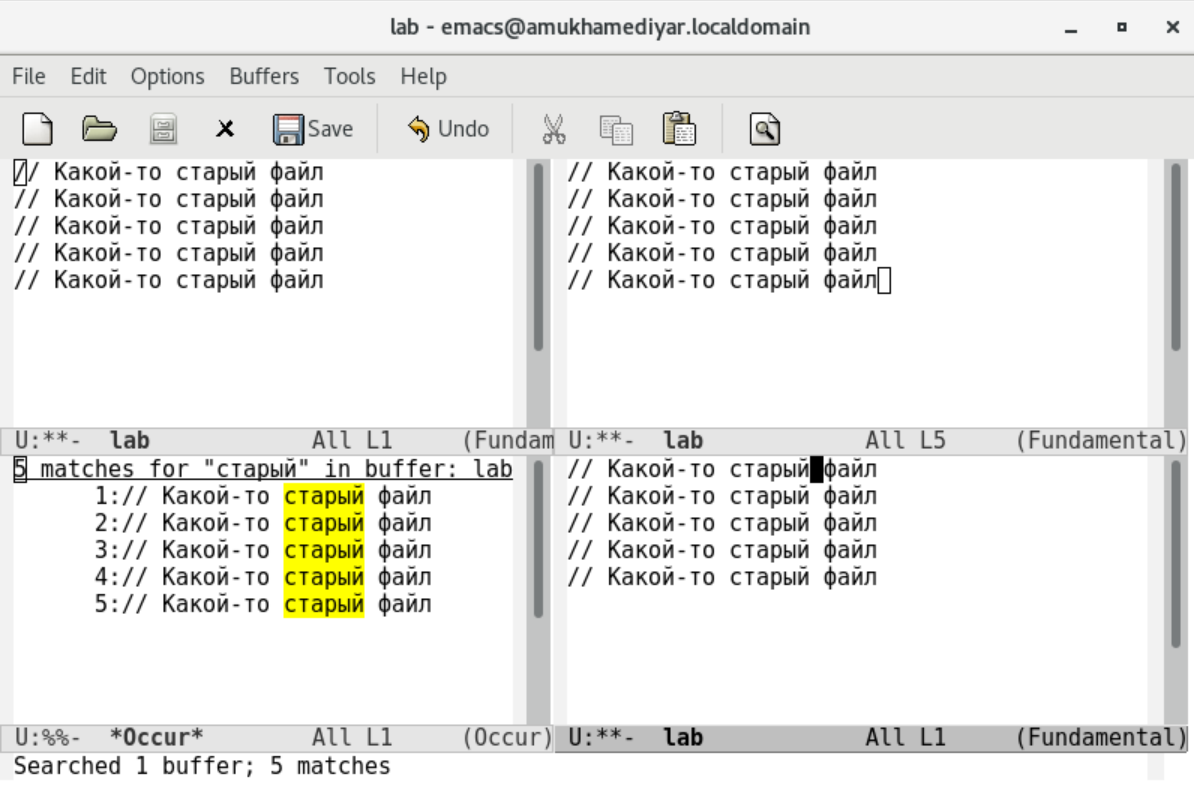 lab - emacs@amukhamediyar.localdomain
File Edit Options Buffers Tools Help
Save Undo
// Какой-то старый файл
// Какой-то старый файл
// Какой-то старый файл
// Какой-то старый файл
// Какой-то старый файл
U:**- lab All L1 (Fundam
// Какой-то старый файл
// Какой-то старый файл
// Какой-то старый файл
// Какой-то старый файл
// Какой-то старый файл
U:**- lab All L5 (Fundamental)
5 matches for "старый" in buffer: lab
1:// Какой-то старый файл
2:// Какой-то старый файл
3:// Какой-то старый файл
4:// Какой-то старый файл
5:// Какой-то старый файл
U:%%- *Occur* All L1 (Occur)
// Какой-то старый файл
// Какой-то старый файл
// Какой-то старый файл
// Какой-то старый файл
// Какой-то старый файл
U:**- lab All L1 (Fundamental)
Searched 1 buffer; 5 matches